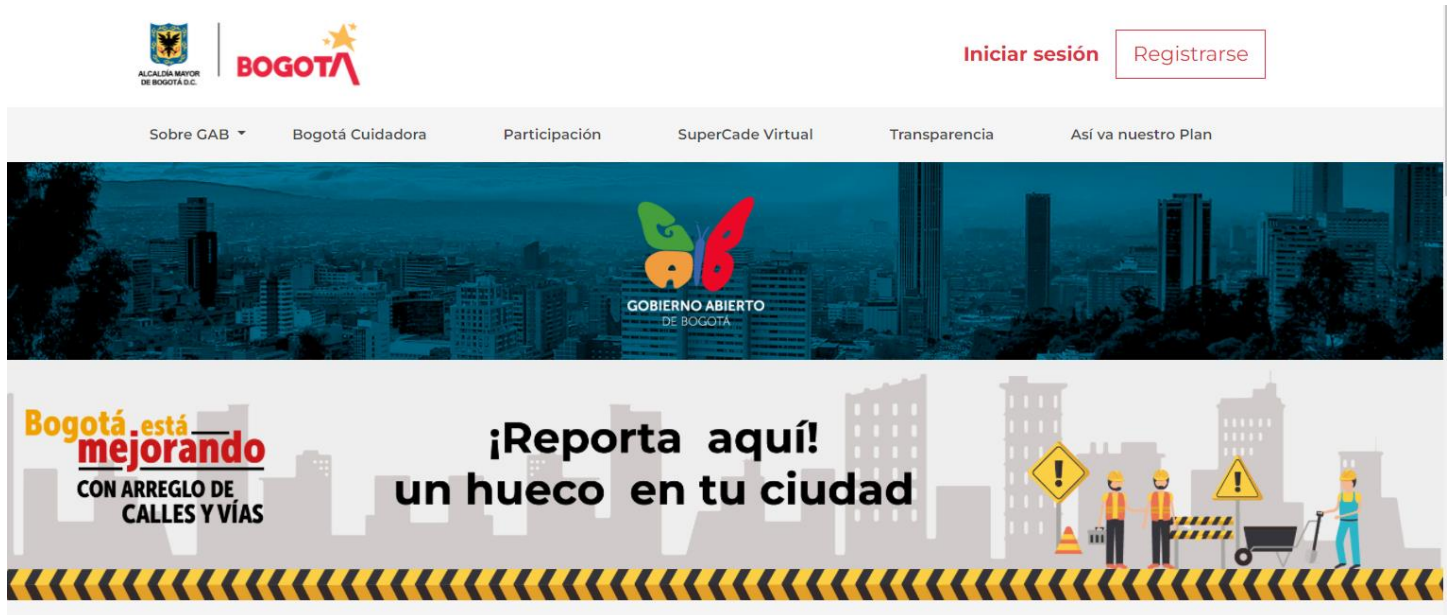 ALCALDÍA MAYOR
DE BOGOTÁ D.C.
BOGOTÁ
Iniciar sesión
Registrarse
Sobre GAB
Bogotá Cuidadora
Participación
SuperCade Virtual
Transparencia
Así va nuestro Plan
GAB
GOBIERNO ABIERTO
DE BOGOTÁ
Bogotá está
mejorando
CON ARREGLO DE
CALLES Y VÍAS
¡Reporta aquí!
un hueco en tu ciudad